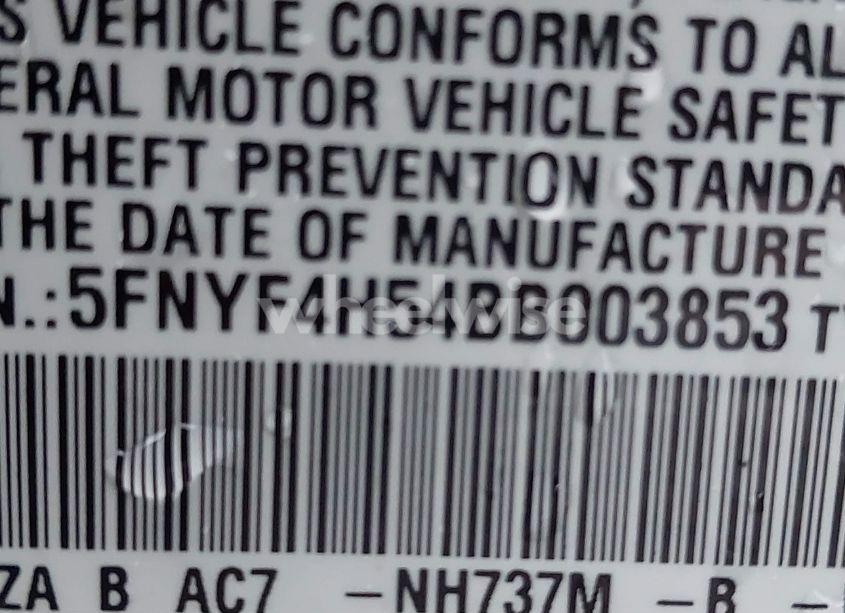 S VEHICLE CONFORMS TO AL
ERAL MOTOR VEHICLE SAFET
THEFT PREVENTION STANDA
THE DATE OF MANUFACTURE
N.:5FNYF4H54BB003853 T
wheelwise
ZA B AC7 -NH737M -B -